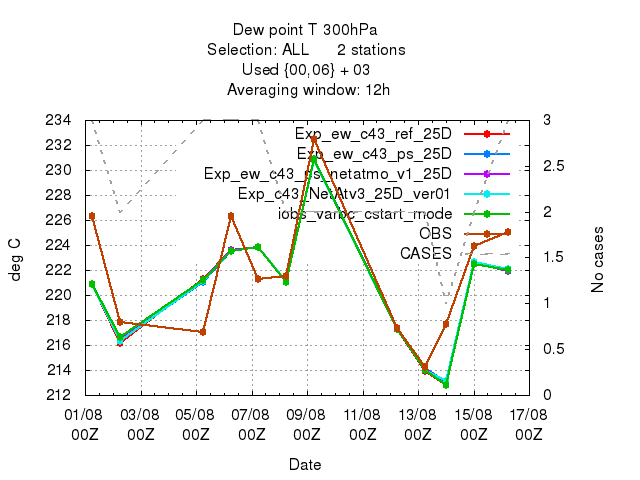 Dew point T 300hPa
Selection: ALL 2 stations
Used {00,06} + 03
Averaging window: 12h
234
232
230
228
226
224
222
220
218
216
214
212
deg C
3
2.5
2
1.5
1
0.5
0
No cases
Exp_ew_c43_ref_25D
Exp_ew_c43_ps_25D
Exp_ew_c43_ps_netatmo_v1_25D
Exp_c43_NetAtv3_25D_ver01
iobs_varbc_cstart_mode
OBS
CASES
01/08 03/08 05/08 07/08 09/08 11/08 13/08 15/08 17/08
00Z 00Z 00Z 00Z 00Z 00Z 00Z 00Z 00Z
Date